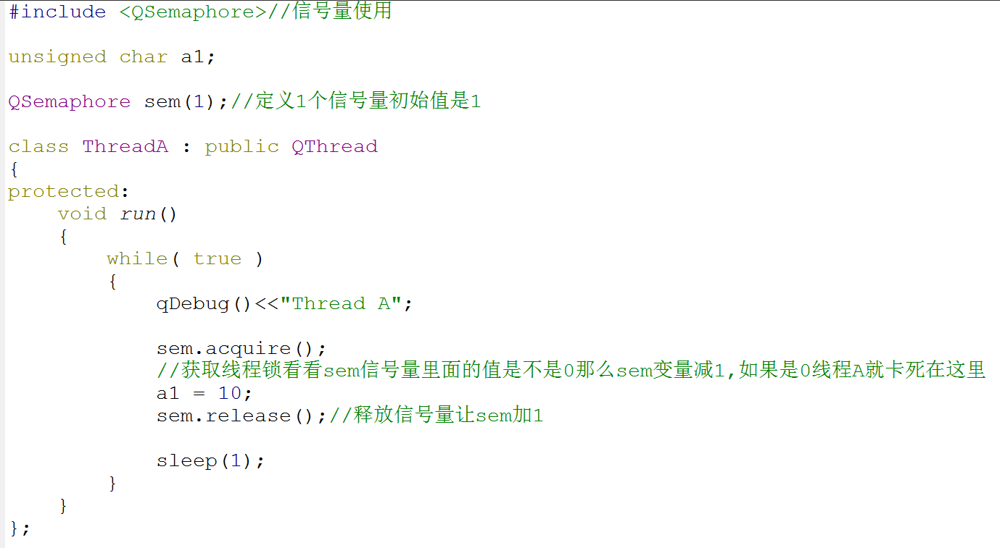 #include <QSemaphore>//信号量使用
unsigned char a1;
QSemaphore sem(1);//定义1个信号量初始值是1
class ThreadA : public QThread
{
protected:
    void run()
    {
        while( true )
        {
            qDebug()<<"Thread A";
            sem.acquire();
            //获取线程锁看看sem信号量里面的值是不是0那么sem变量减1,如果是0线程A就卡死在这里
            a1 = 10;
            sem.release();//释放信号量让sem加1
            sleep(1);
        }
    }
};